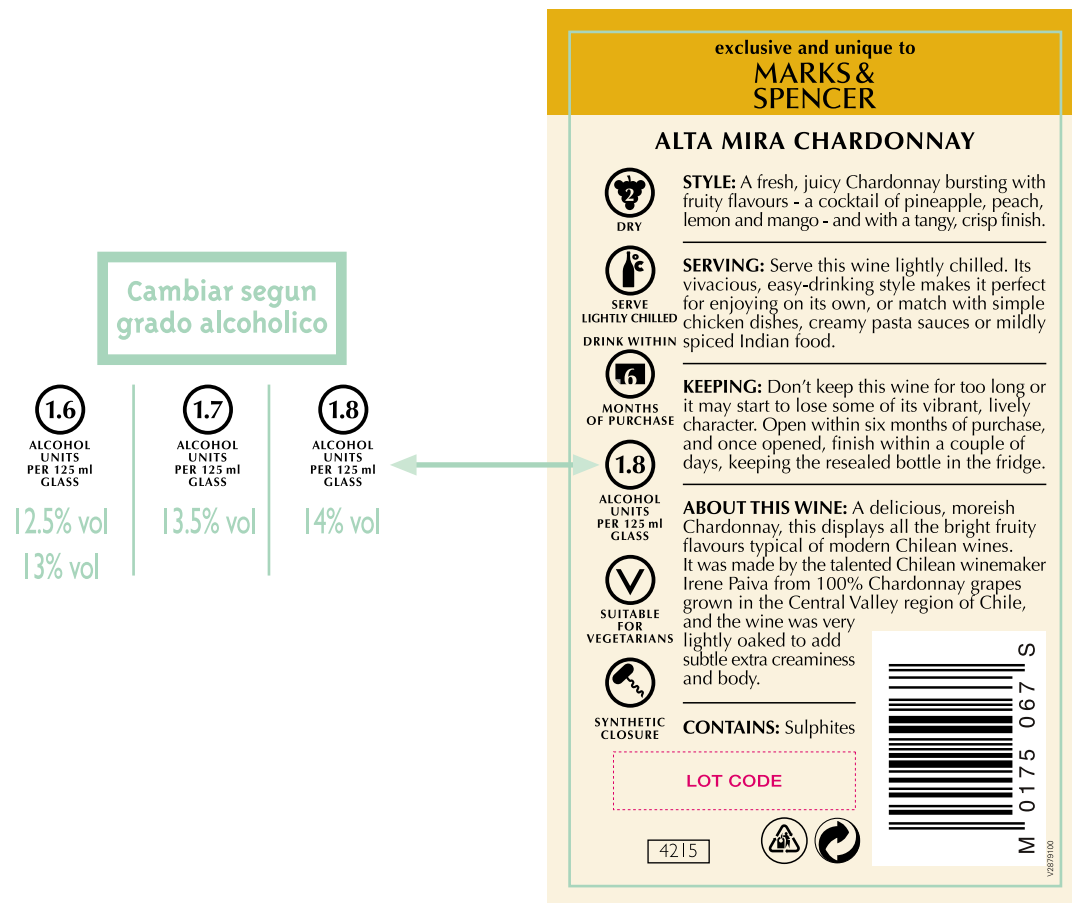 Cambiar segun
grado alcoholico
1.6
ALCOHOL
UNITS
PER 125 ml
GLASS
12.5% vol
13% vol
1.7
ALCOHOL
UNITS
PER 125 ml
GLASS
13.5% vol
1.8
ALCOHOL
UNITS
PER 125 ml
GLASS
14% vol
exclusive and unique to
MARKS &
SPENCER
ALTA MIRA CHARDONNAY
2
DRY
STYLE: A fresh, juicy Chardonnay bursting with
fruity flavours - a cocktail of pineapple, peach,
lemon and mango - and with a tangy, crisp finish.
°C
SERVE
LIGHTLY CHILLED
SERVING: Serve this wine lightly chilled. Its
vivacious, easy-drinking style makes it perfect
for enjoying on its own, or match with simple
chicken dishes, creamy pasta sauces or mildly
spiced Indian food.
DRINK WITHIN
6
MONTHS
OF PURCHASE
KEEPING: Don't keep this wine for too long or
it may start to lose some of its vibrant, lively
character. Open within six months of purchase,
and once opened, finish within a couple of
days, keeping the resealed bottle in the fridge.
1.8
ALCOHOL
UNITS
PER 125 ml
GLASS
ABOUT THIS WINE: A delicious, moreish
Chardonnay, this displays all the bright fruity
flavours typical of modern Chilean wines.
It was made by the talented Chilean winemaker
Irene Paiva from 100% Chardonnay grapes
grown in the Central Valley region of Chile,
and the wine was very
lightly oaked to add
subtle extra creaminess
and body.
V
SUITABLE
FOR
VEGETARIANS
SYNTHETIC
CLOSURE
CONTAINS: Sulphites
LOT CODE
4215
M 0175 067 S
V2879100